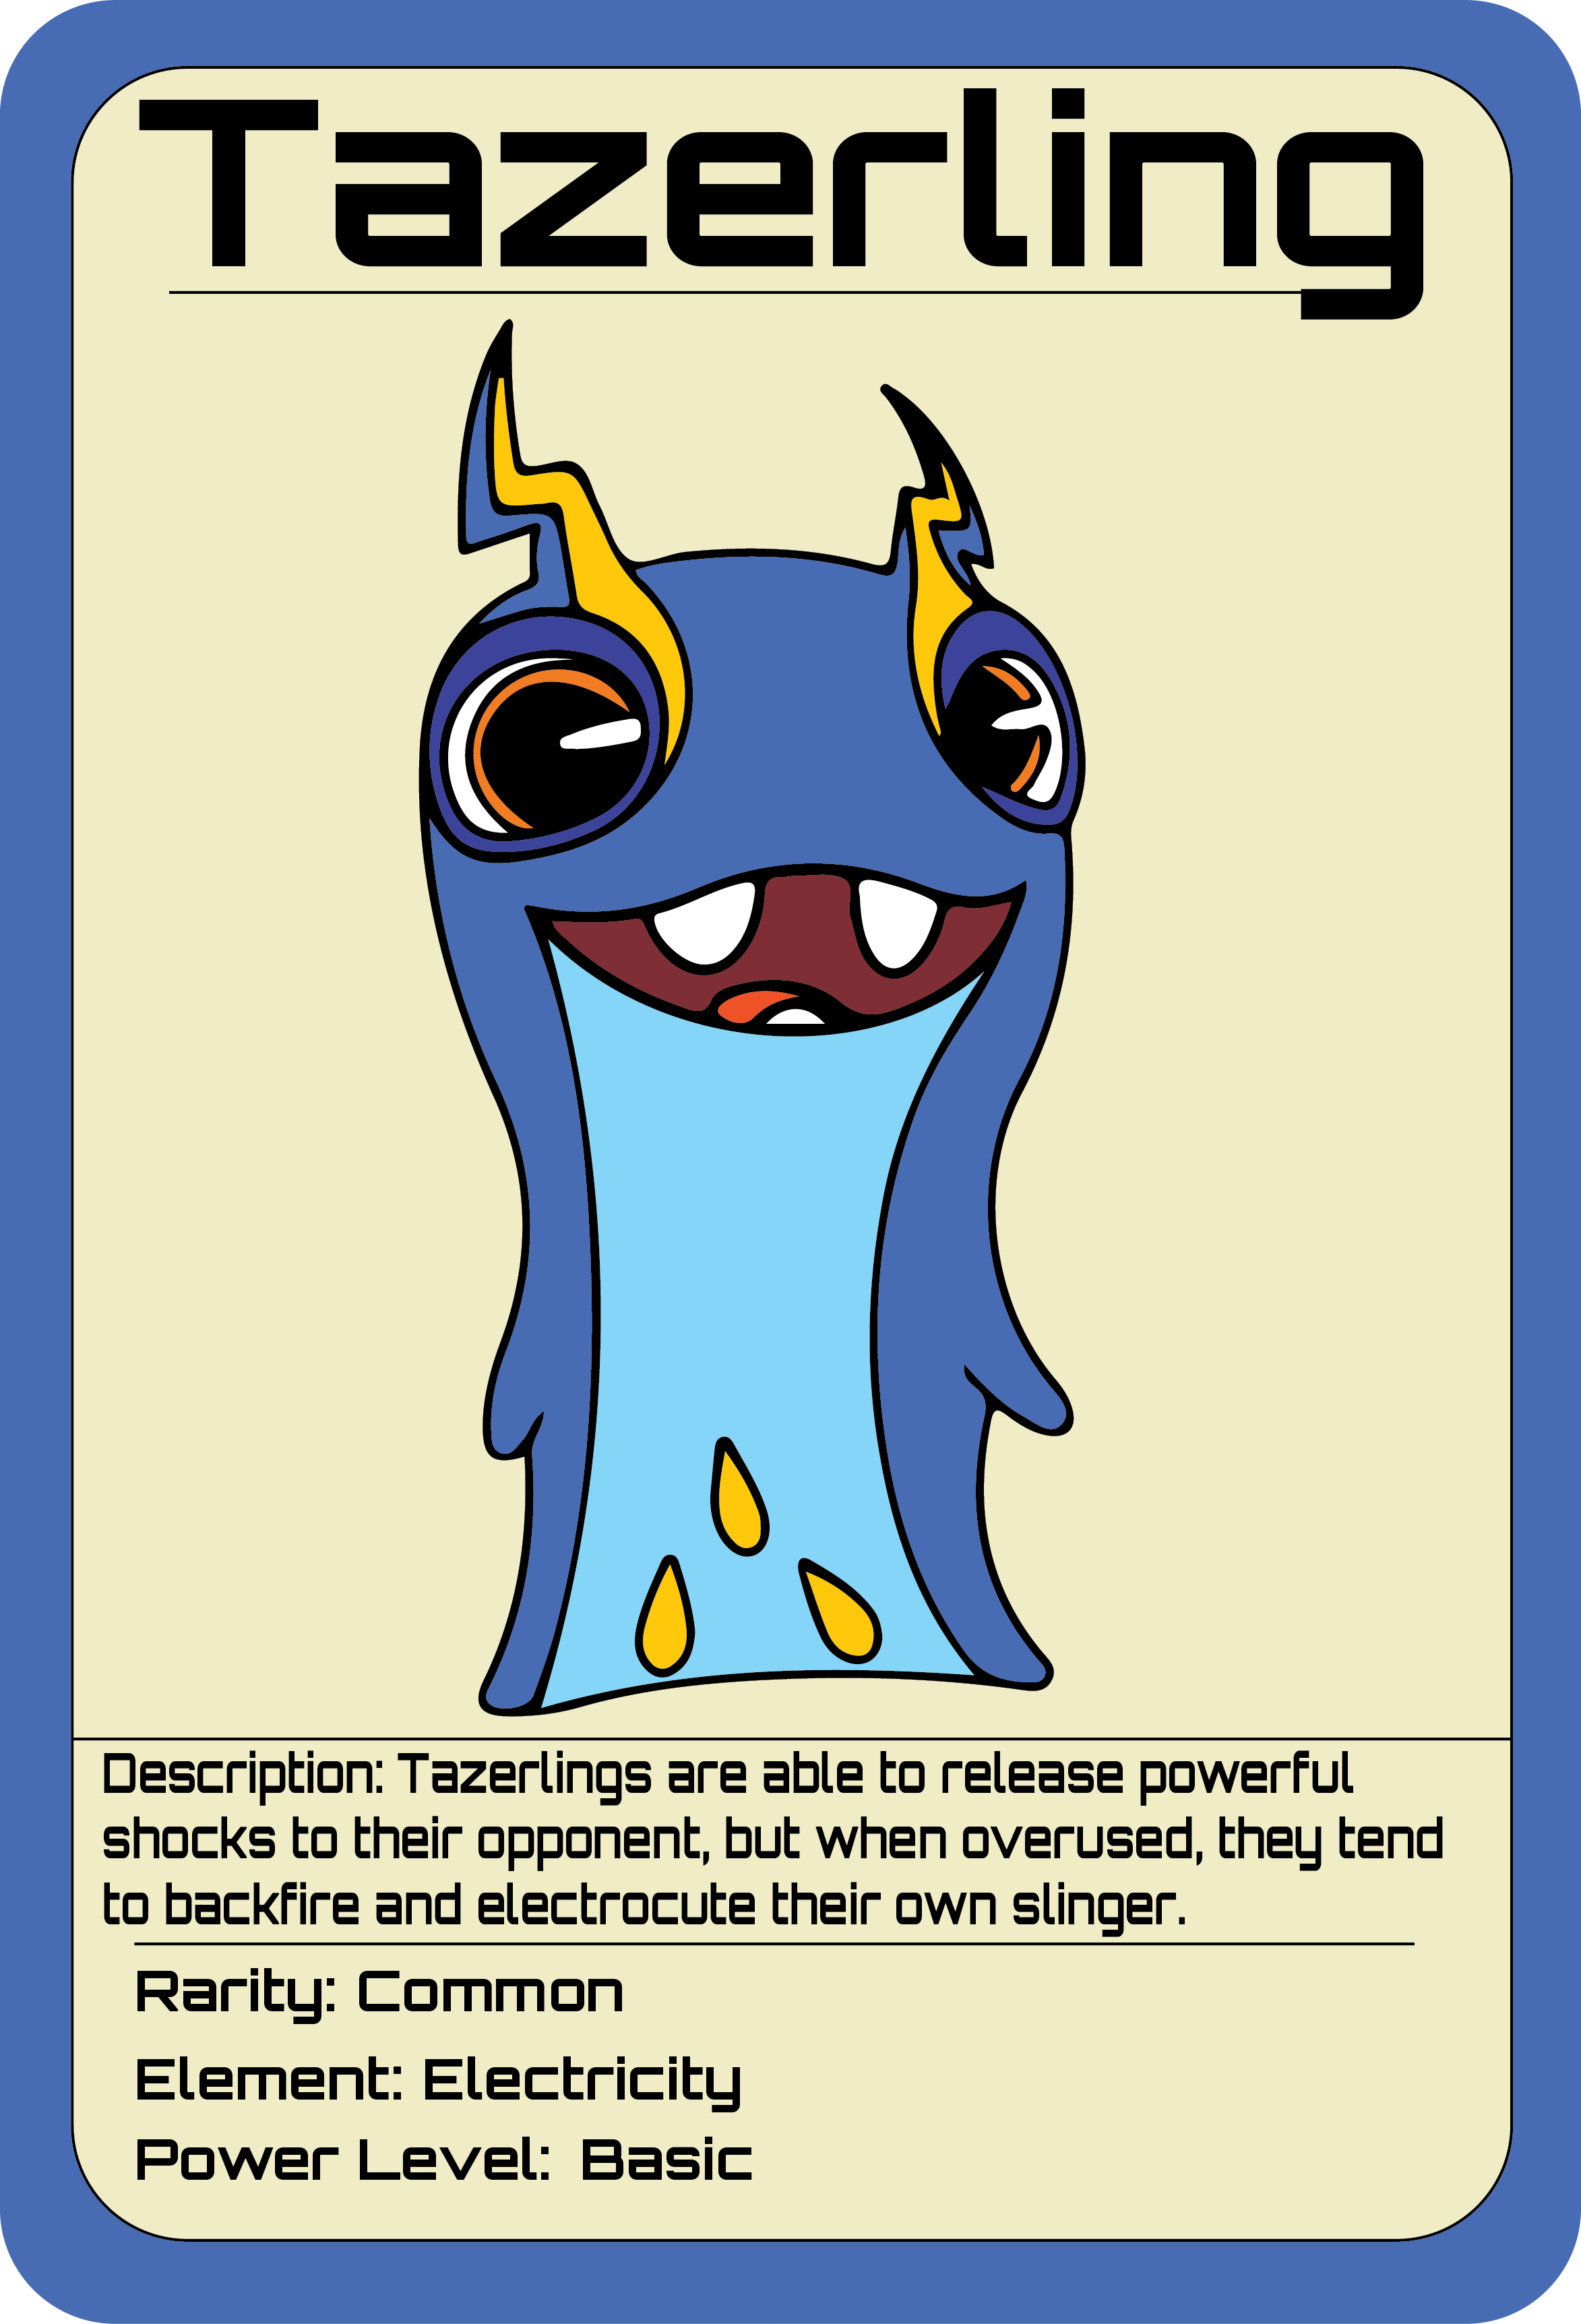 Tazerling
Description: Tazerlings are able to release powerful
shocks to their opponent, but when overused, they tend
to backfire and electrocute their own slinger.
Rarity: Common
Element: Electricity
Power Level: Basic